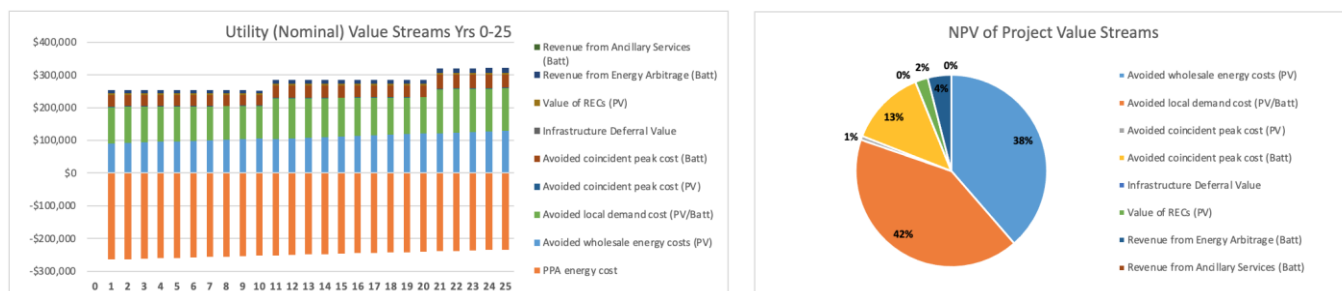 Utility (Nominal) Value Streams Yrs 0-25
$400,000
$300,000
$200,000
$100,000
$0
-$100,000
-$200,000
-$300,000
0 1 2 3 4 5 6 7 8 9 10 11 12 13 14 15 16 17 18 19 20 21 22 23 24 25
Revenue from Ancillary Services
(Batt)
Revenue from Energy Arbitrage (Batt)
Value of RECs (PV)
Infrastructure Deferral Value
Avoided coincident peak cost (Batt)
Avoided coincident peak cost (PV)
Avoided local demand cost (PV/Batt)
Avoided wholesale energy costs (PV)
PPA energy cost
NPV of Project Value Streams
0%
2%
0%
4%
13%
38%
1%
42%
Avoided wholesale energy costs (PV)
Avoided local demand cost (PV/Batt)
Avoided coincident peak cost (PV)
Avoided coincident peak cost (Batt)
Infrastructure Deferral Value
Value of RECs (PV)
Revenue from Energy Arbitrage (Batt)
Revenue from Ancillary Services (Batt)